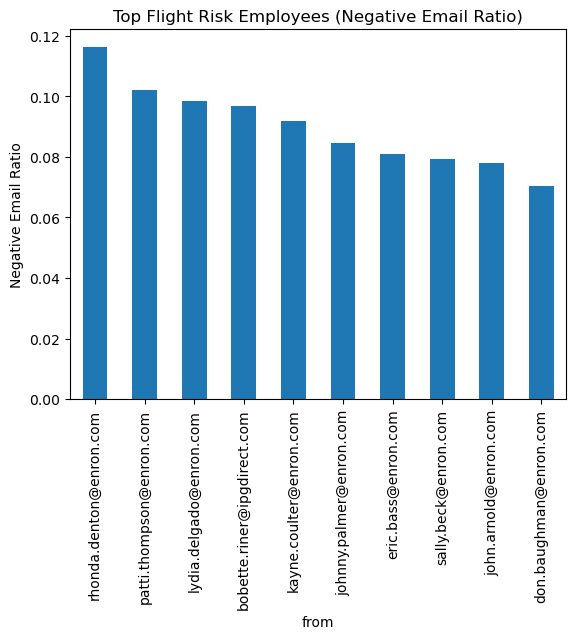 Top Flight Risk Employees (Negative Email Ratio)
Negative Email Ratio
0.12
0.10
0.08
0.06
0.04
0.02
0.00
rhonda.denton@enron.com
patti.thompson@enron.com
lydia.delgado@enron.com
bobette.riner@ipgdirect.com
kayne.coulter@enron.com
johnny.palmer@enron.com
eric.bass@enron.com
sally.beck@enron.com
john.arnold@enron.com
don.baughman@enron.com
from